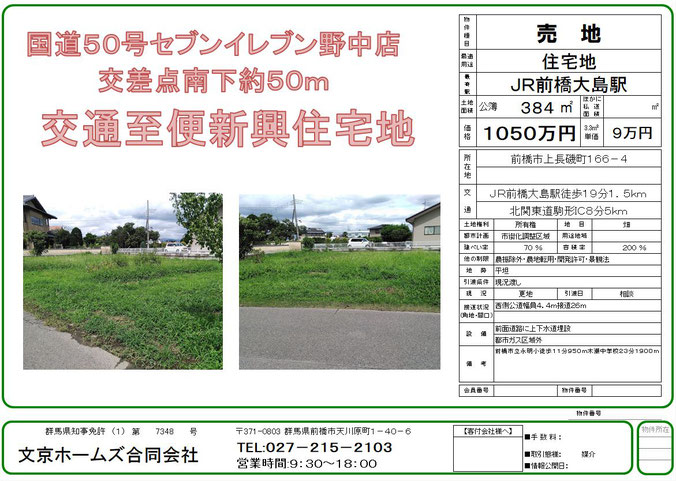 国道50号セブンイレブン野中店
交差点南下約50m
交通至便新興住宅地
物件種目 売 地
最適用途 住宅地
最寄駅 JR前橋大島駅
土地面積 公簿 384 ㎡ ほかに私道面積 ㎡
価格 1050万円 3.3㎡単価 9万円
所在地 前橋市上長磯町166-4
交通 JR前橋大島駅徒歩19分1.5km
北関東道駒形IC8分5km
土地権利 所有権 地目 畑
都市計画 市街化調整区域 用途地域
建ぺい率 70 % 容積率 200 %
他の制限 農振除外・農地転用・開発許可・景観法
地勢 平坦
引渡条件 現況渡し
現況 更地 引渡日 相談
接道状況(角地・間口) 西側公道幅員4.4m接道26m
設備 前面道路に上下水道埋設
都市ガス区域外
備考 前橋市立永明小徒歩11分950m木瀬中学校23分1900m
会員番号 物件番号
物件番号
群馬県知事免許 (1) 第 7348 号
文京ホームズ合同会社
〒371-0803 群馬県前橋市天川原町1-40-6
TEL:027-215-2103
営業時間:9:30~18:00
【客付会社様へ】
■手数料:
■取引態様: 媒介
■情報公開日:
物件所在